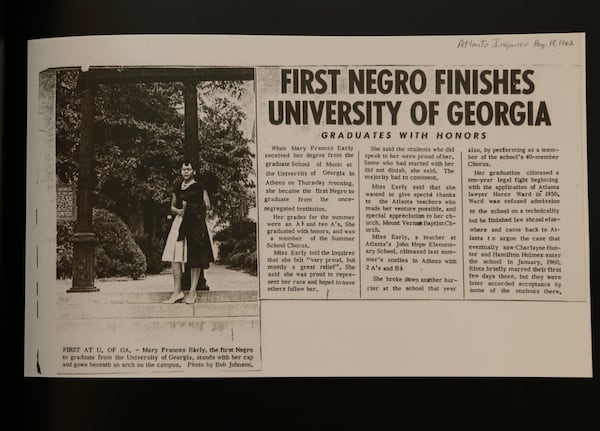 Atlanta Inquirer Aug. 18, 1962
FIRST NEGRO FINISHES
UNIVERSITY OF GEORGIA
GRADUATES WITH HONORS
When Mary Frances Early
received her degree from the
graduate School of Music at
the University of Georgia in
Athens on Thursday morning,
she became the first Negro to
graduate from the once-
segregated institution.
Her grades for the summer
were an A+ and two A's. She
graduated with honors, and was
a member of the Summer
School Chorus.
Miss Early told the Inquirer
that she felt "very proud, but
mostly a great relief". She
said she was proud to repre-
sent her race and hoped to have
others follow her.
She said the students who did
speak to her were proud of her.
Some who had started with her
did not diminish, she said. The
majority had no comment.
Miss Early said that she
wanted to give special thanks
to the Atlanta teachers who
made her venture possible, and
special appreciation to her ch-
urch, Mount Vernon Baptist Ch-
urch.
Miss Early, a teacher at
Atlanta's John Hope Element-
ary School, climaxed last sum-
mer's studies in Athens with
2 A's and B+
She broke down another bar-
rier at the school that year
also, by performing as a mem-
ber of the school's 40-member
Chorus.
Her graduation climaxed a
ten-year legal fight beginning
with the application of Atlanta
lawyer Horce Ward in 1950.
Ward was refused admission
to the school on a technicality
but he finished law shcool else-
where and came back to At-
lanta to argue the case that
eventually saw Charlayne Hun-
ter and Hamilton Holmes enter
the school in January, 1960.
Riots briefly marred their first
few days there, but they were
later accorded acceptance by
some of the students there.
FIRST AT U. OF GA. - Mary Frances Early, the first Negro
to graduate from the University of Georgia, stands with her cap
and gown beneath an arch on the campus. Photo by Bob Johnson.